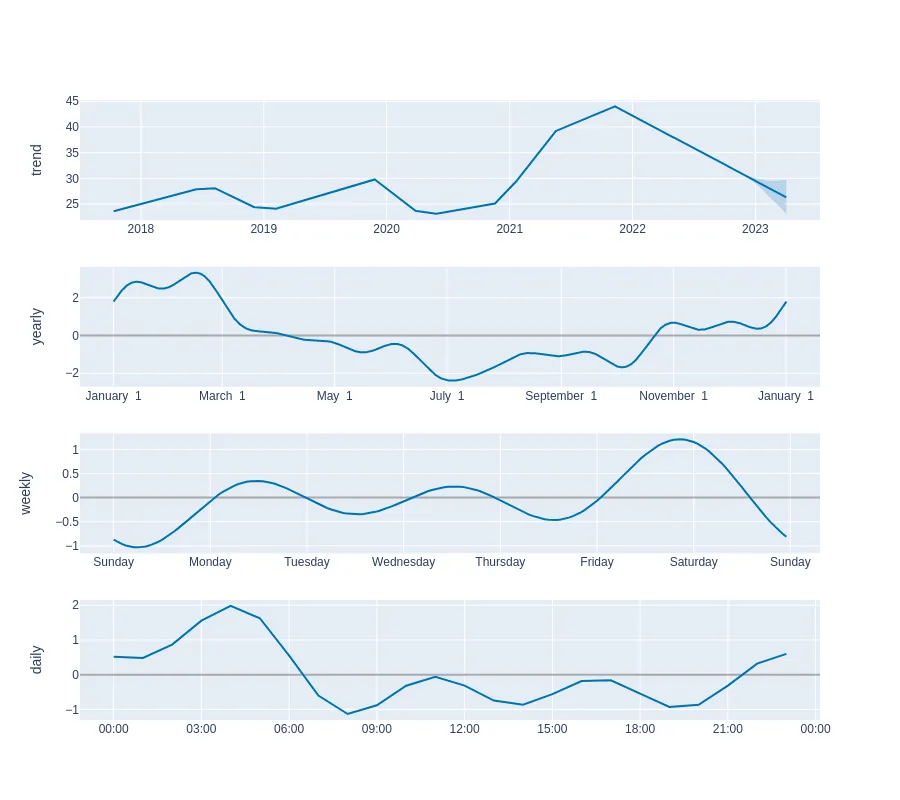 trend
45
40
35
30
25
2018 2019 2020 2021 2022 2023
yearly
2
0
−2
January 1 March 1 May 1 July 1 September 1 November 1 January 1
weekly
1
0.5
0
−0.5
−1
Sunday Monday Tuesday Wednesday Thursday Friday Saturday Sunday
daily
2
1
0
−1
00:00 03:00 06:00 09:00 12:00 15:00 18:00 21:00 00:00